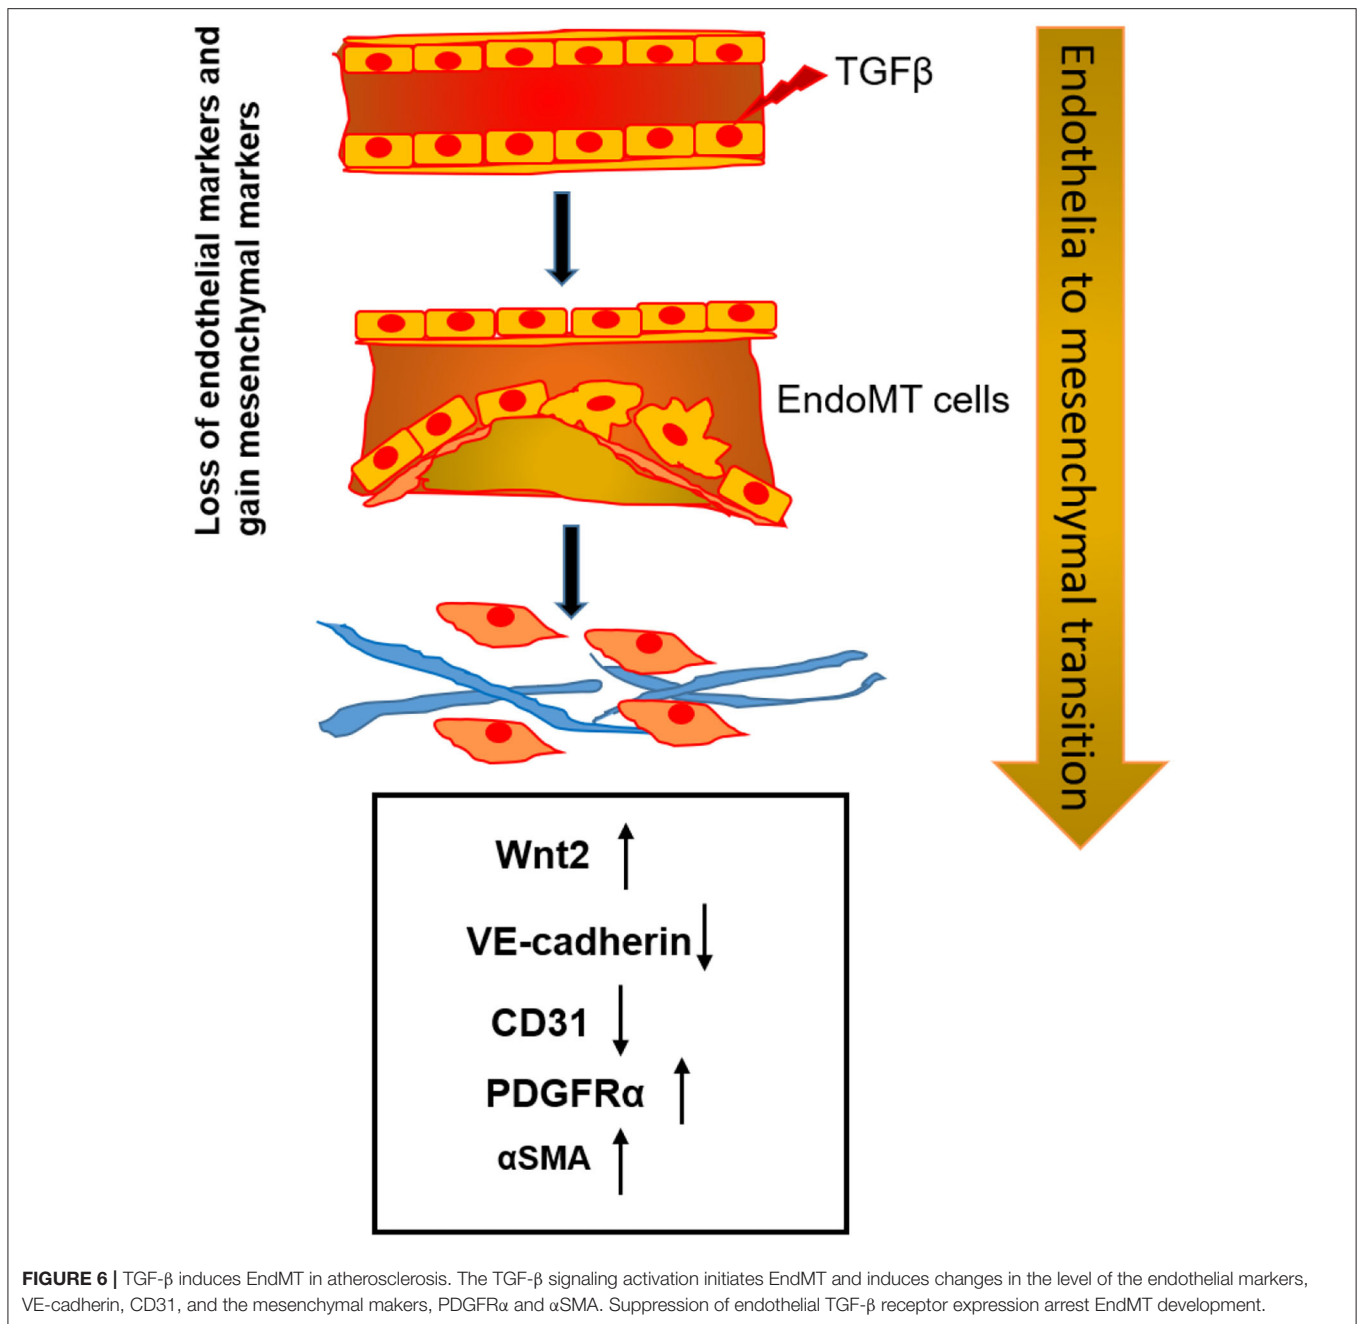 Loss of endothelial markers and
gain mesenchymal markers
TGFβ
EndoMT cells
Endothelia to mesenchymal transition
Wnt2 ↑
VE-cadherin ↓
CD31 ↓
PDGFRα ↑
αSMA ↑
FIGURE 6 | TGF-β induces EndMT in atherosclerosis. The TGF-β signaling activation initiates EndMT and induces changes in the level of the endothelial markers,
VE-cadherin, CD31, and the mesenchymal makers, PDGFRα and αSMA. Suppression of endothelial TGF-β receptor expression arrest EndMT development.